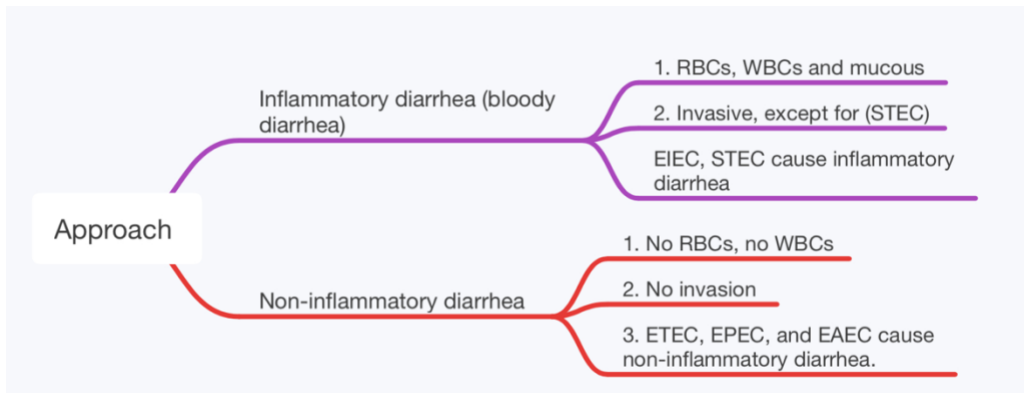 Approach
Inflammatory diarrhea (bloody
diarrhea)
1. RBCs, WBCs and mucous
2. Invasive, except for (STEC)
EIEC, STEC cause inflammatory
diarrhea
Non-inflammatory diarrhea
1. No RBCs, no WBCs
2. No invasion
3. ETEC, EPEC, and EAEC cause
non-inflammatory diarrhea.